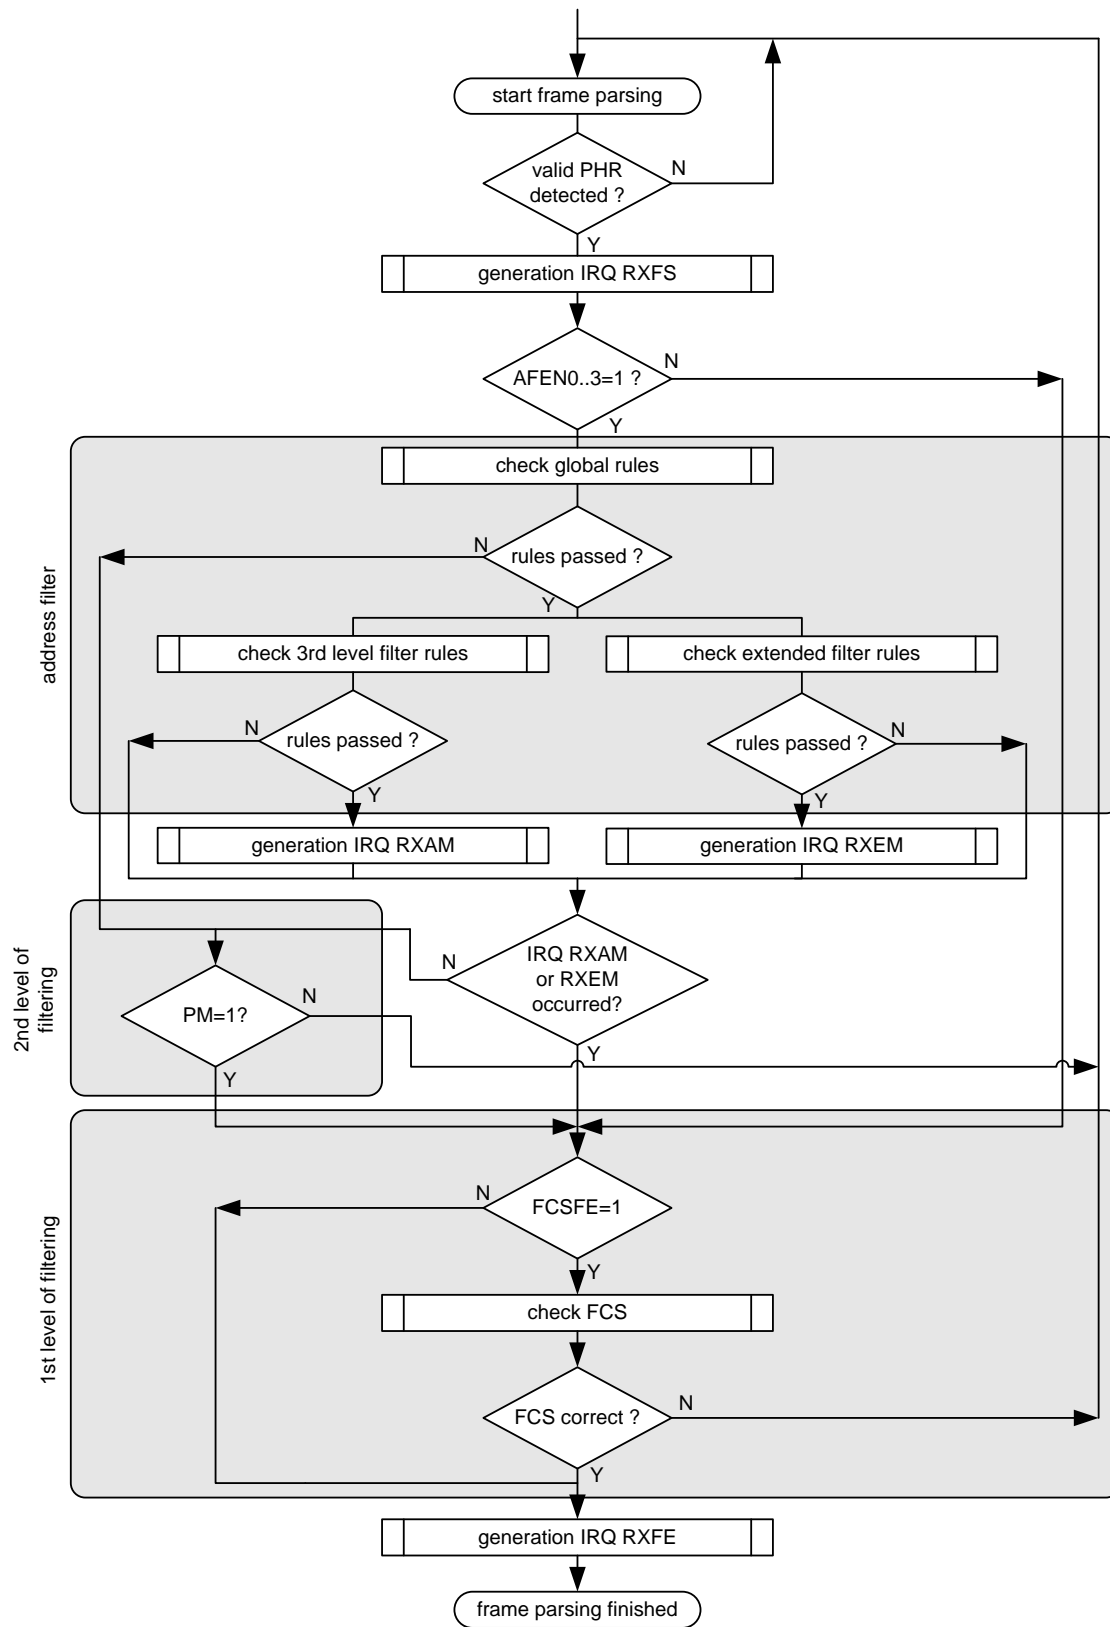 start frame parsing
valid PHR
detected ?
N
Y
generation IRQ RXFS
AFEN0..3=1 ?
N
Y
address filter
check global rules
rules passed ?
N
Y
check 3rd level filter rules
check extended filter rules
rules passed ?
N
Y
rules passed ?
N
Y
generation IRQ RXAM
generation IRQ RXEM
IRQ RXAM
or RXEM
occurred?
N
Y
2nd level of
filtering
PM=1?
N
Y
1st level of filtering
FCSFE=1
N
Y
check FCS
FCS correct ?
N
Y
generation IRQ RXFE
frame parsing finished